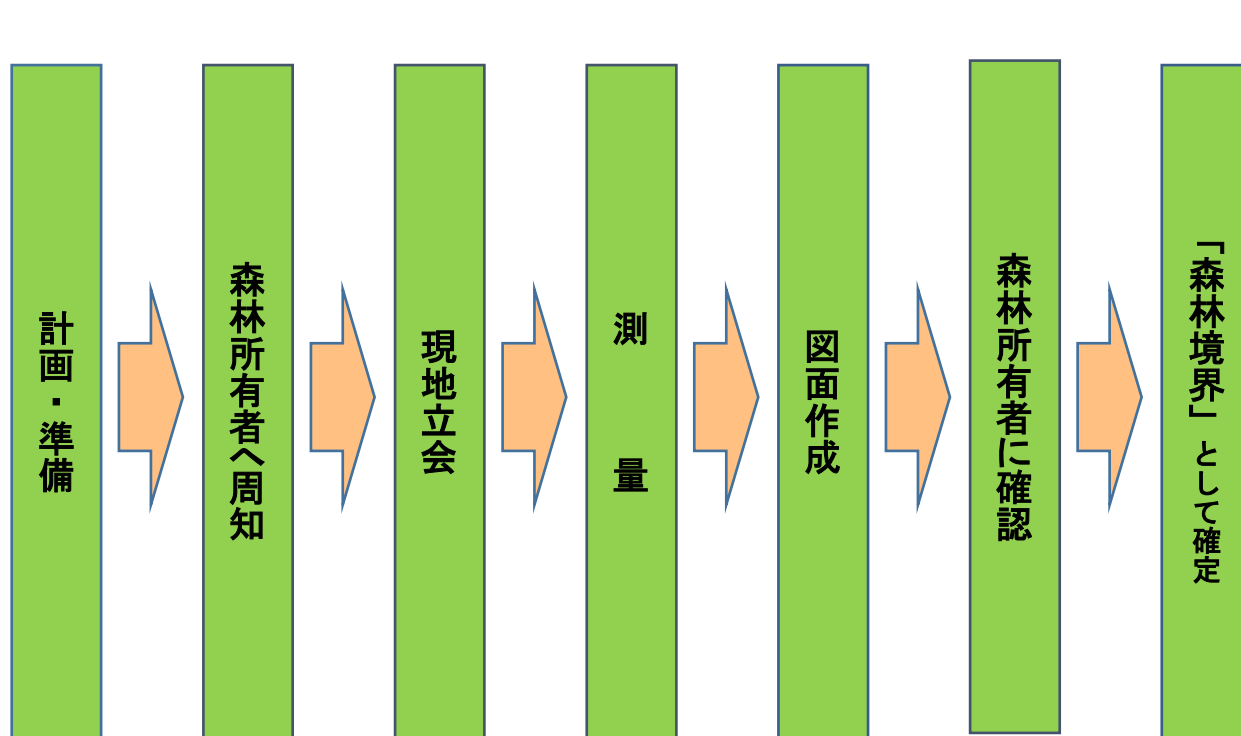 計画・準備
森林所有者へ周知
現地立会
測量
図面作成
森林所有者に確認
「森林境界」として確定